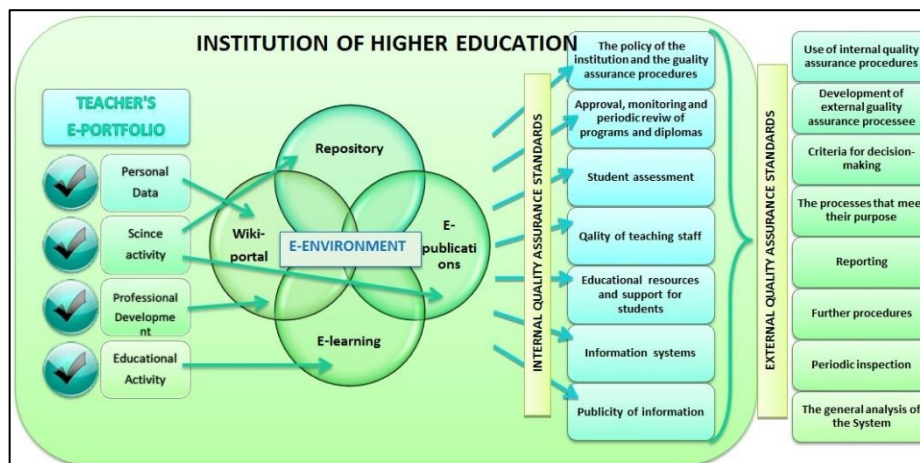 INSTITUTION OF HIGHER EDUCATION
TEACHER'S
E-PORTFOLIO
Personal
Data
Scince
activity
Professional
Developme
nt
Educational
Activity
Repository
Wiki-
portal
E-ENVIRONMENT
E-
publicati
ons
E-learning
INTERNAL QUALITY ASSURANCE STANDARDS
The policy of the
institution and the guality
assurance procedures
Approval, monitoring and
periodic reviw of
programs and diplomas
Student assessment
Qality of teaching staff
Educational resources
and support for
students
Information systems
Publicity of information
EXTERNAL QUALITY ASSURANCE STANDARDS
Use of internal quality
assurance procedures
Development of
external guality
assurance processee
Criteria for decision-
making
The processes that meet
their purpose
Reporting
Further procedures
Periodic inspection
The general analysis of
the System